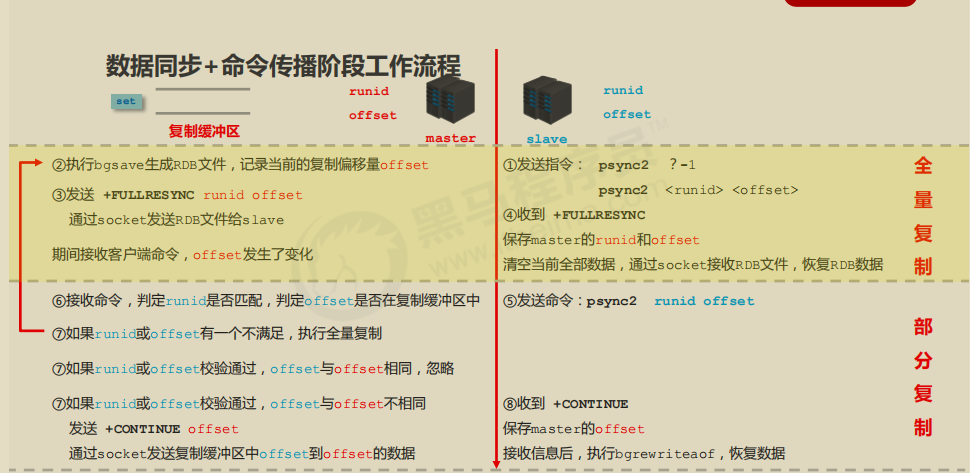 数据同步+命令传播阶段工作流程
set
复制缓冲区
runid
offset
master
runid
offset
slave
②执行bgsave生成RDB文件，记录当前的复制偏移量offset
③发送 +FULLRESYNC runid offset
通过socket发送RDB文件给slave
期间接收客户端命令，offset发生了变化
①发送指令： psync2 ？-1
psync2 <runid> <offset>
④收到 +FULLRESYNC
保存master的runid和offset
清空当前全部数据，通过socket接收RDB文件，恢复RDB数据
全
量
复
制
⑥接收命令，判定runid是否匹配，判定offset是否在复制缓冲区中
⑦如果runid或offset有一个不满足，执行全量复制
⑦如果runid或offset校验通过，offset与offset相同，忽略
⑦如果runid或offset校验通过，offset与offset不相同
发送 +CONTINUE offset
通过socket发送复制缓冲区中offset到offset的数据
⑤发送命令：psync2 runid offset
⑧收到 +CONTINUE
保存master的offset
接收信息后，执行bgrewriteaof，恢复数据
部
分
复
制
黑马程序员